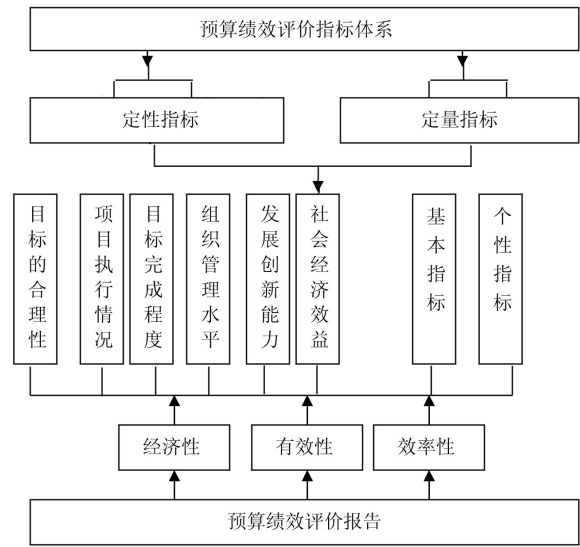 预算绩效评价指标体系
定性指标
定量指标
目标的合理性
项目执行情况
目标完成程度
组织管理水平
发展创新能力
社会经济效益
基本指标
个性指标
经济性
有效性
效率性
预算绩效评价报告